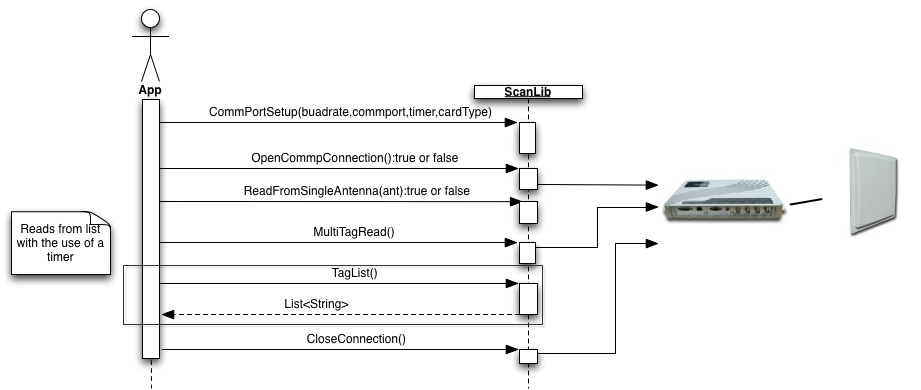 App
ScanLib
CommPortSetup(buadrate,commport,timer,cardType)
OpenCommpConnection():true or false
ReadFromSingleAntenna(ant):true or false
MultiTagRead()
Reads from list
with the use of a
timer
TagList()
List<String>
CloseConnection()